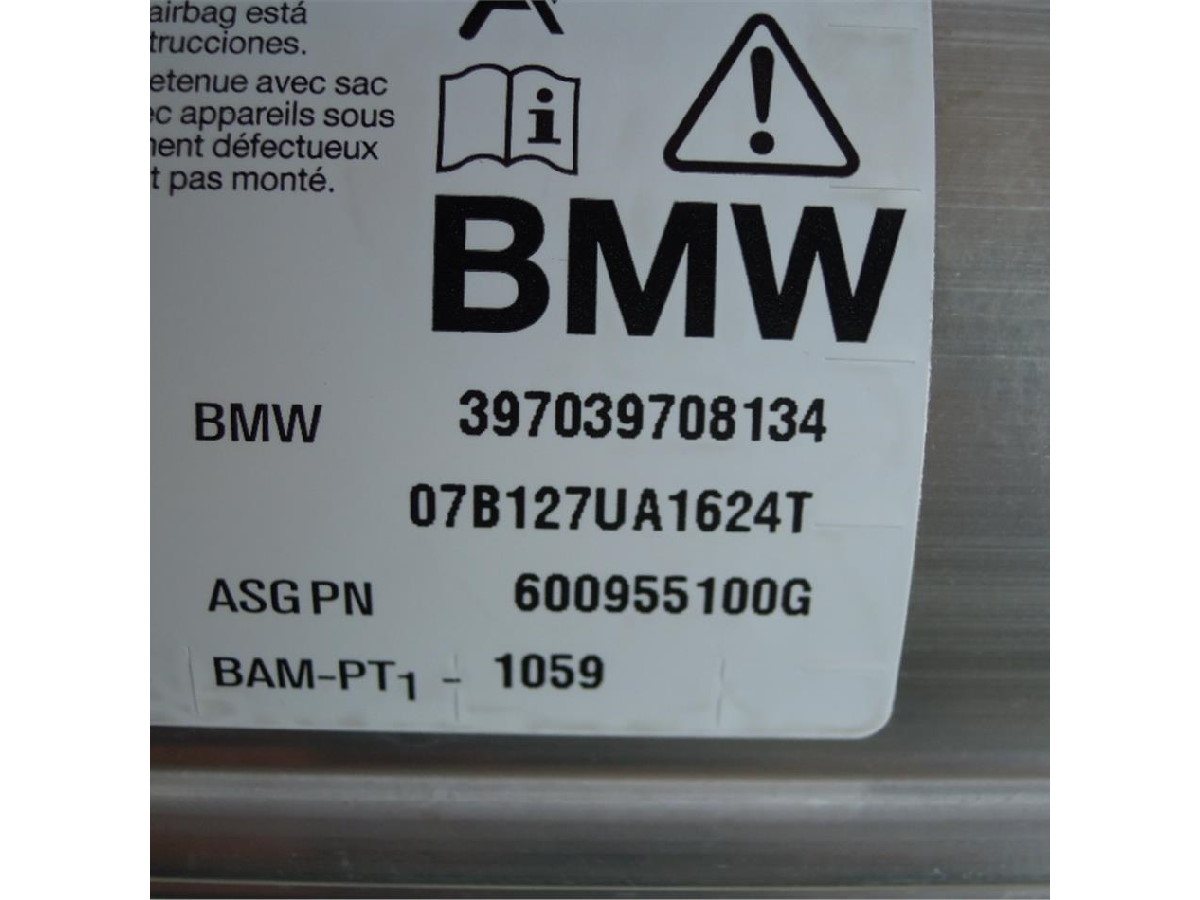 airbag está
trucciones.
etenue avec sac
c appareils sous
ment défectueux
t pas monté.
i
BMW
BMW 397039708134
07B127UA1624T
ASG PN 600955100G
BAM-PT1 - 1059